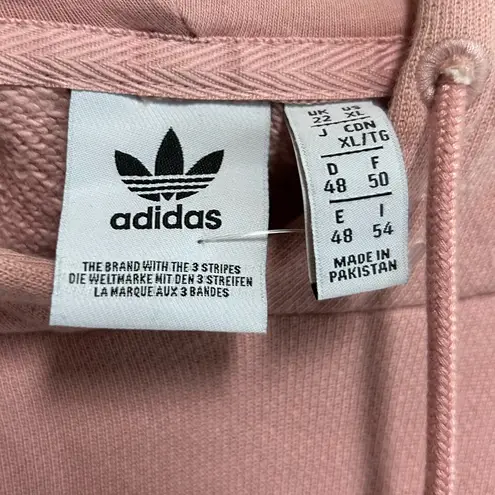 adidas
THE BRAND WITH THE 3 STRIPES
DIE WELTMARKE MIT DEN 3 STREIFEN
LA MARQUE AUX 3 BANDES
UK US
22 XL
J CDN
XL/TG
D F
48 50
E I
48 54
MADE IN
PAKISTAN